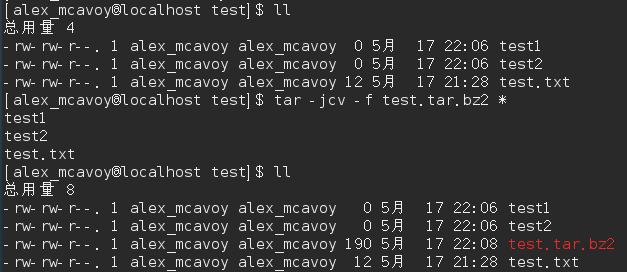 [alex_mcavoy@localhost test]$ ll
总用量 4
-rw-rw-r--. 1 alex_mcavoy alex_mcavoy  0 5月  17 22:06 test1
-rw-rw-r--. 1 alex_mcavoy alex_mcavoy  0 5月  17 22:06 test2
-rw-rw-r--. 1 alex_mcavoy alex_mcavoy 12 5月  17 21:28 test.txt
[alex_mcavoy@localhost test]$ tar -jcv -f test.tar.bz2 *
test1
test2
test.txt
[alex_mcavoy@localhost test]$ ll
总用量 8
-rw-rw-r--. 1 alex_mcavoy alex_mcavoy   0 5月  17 22:06 test1
-rw-rw-r--. 1 alex_mcavoy alex_mcavoy   0 5月  17 22:06 test2
-rw-rw-r--. 1 alex_mcavoy alex_mcavoy 190 5月  17 22:08 test.tar.bz2
-rw-rw-r--. 1 alex_mcavoy alex_mcavoy  12 5月  17 21:28 test.txt